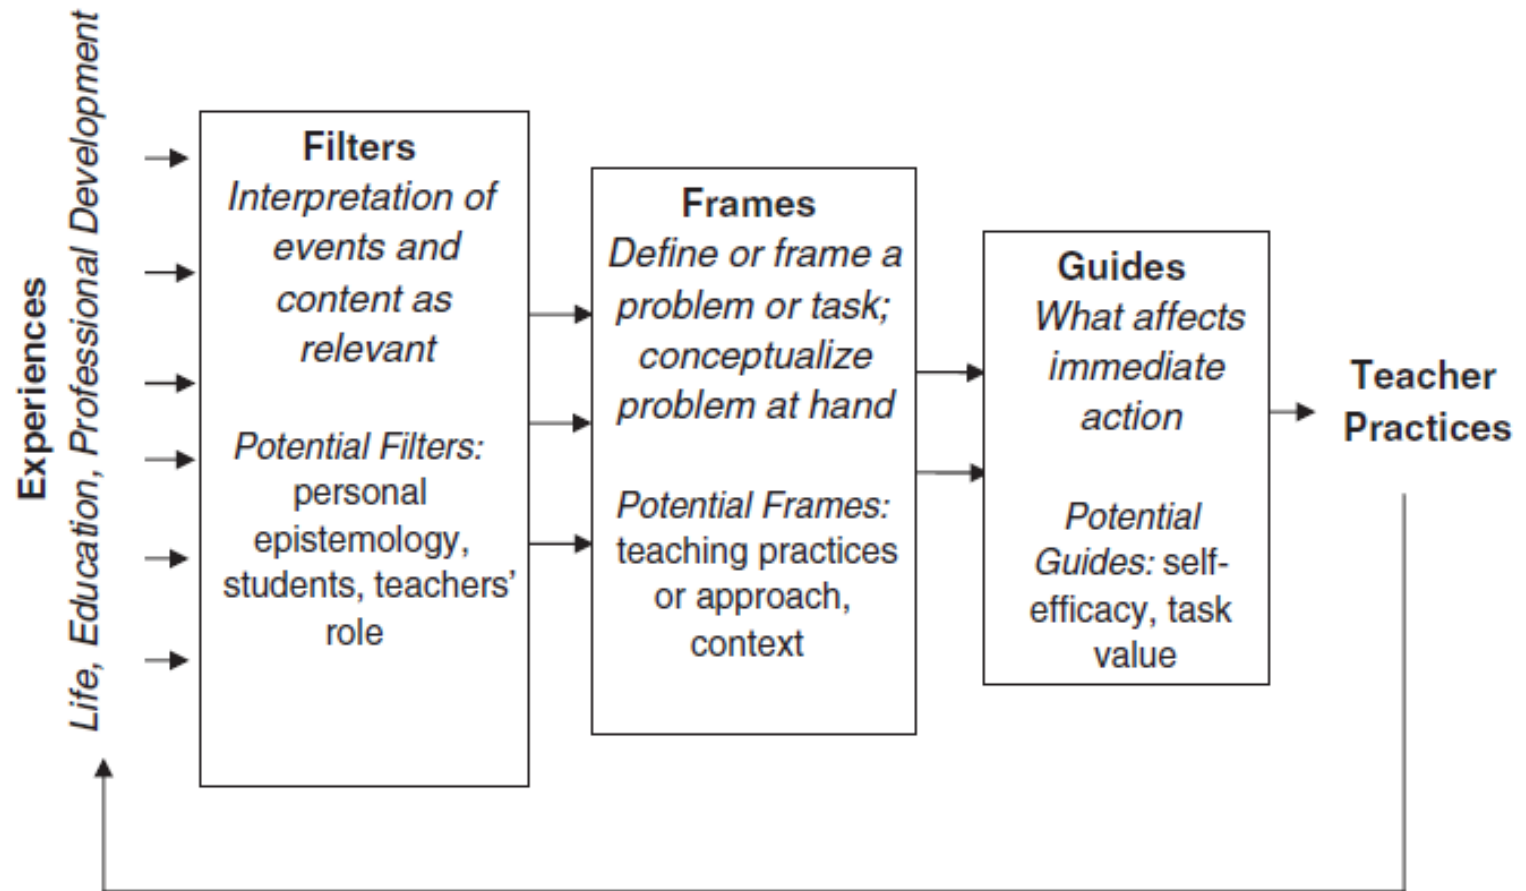 Experiences
Life, Education, Professional Development
Filters
Interpretation of
events and
content as
relevant
Potential Filters:
personal
epistemology,
students, teachers’
role
Frames
Define or frame a
problem or task;
conceptualize
problem at hand
Potential Frames:
teaching practices
or approach,
context
Guides
What affects
immediate
action
Potential
Guides: self-
efficacy, task
value
Teacher
Practices